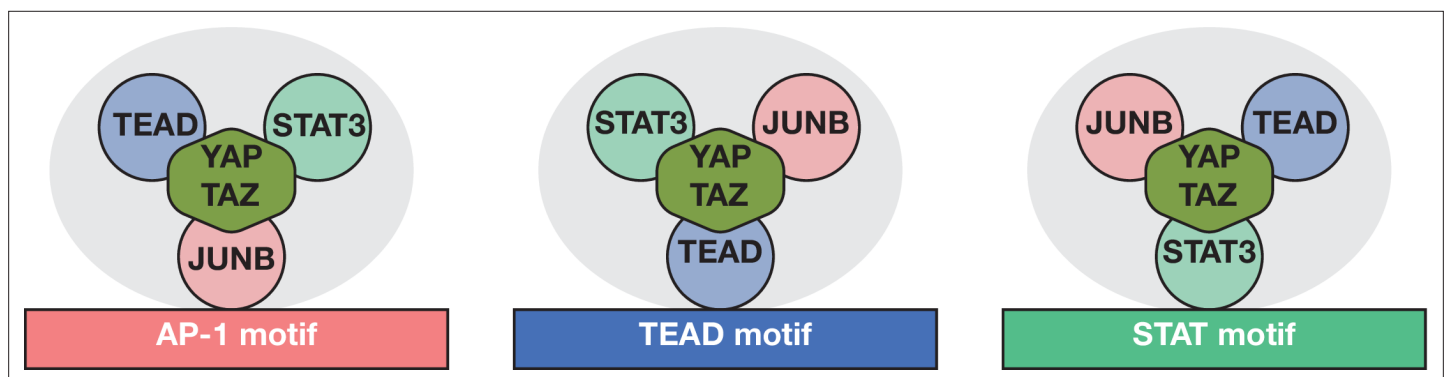 TEAD
STAT3
YAP
TAZ
JUNB
AP-1 motif
STAT3
JUNB
YAP
TAZ
TEAD
TEAD motif
JUNB
TEAD
YAP
TAZ
STAT3
STAT motif